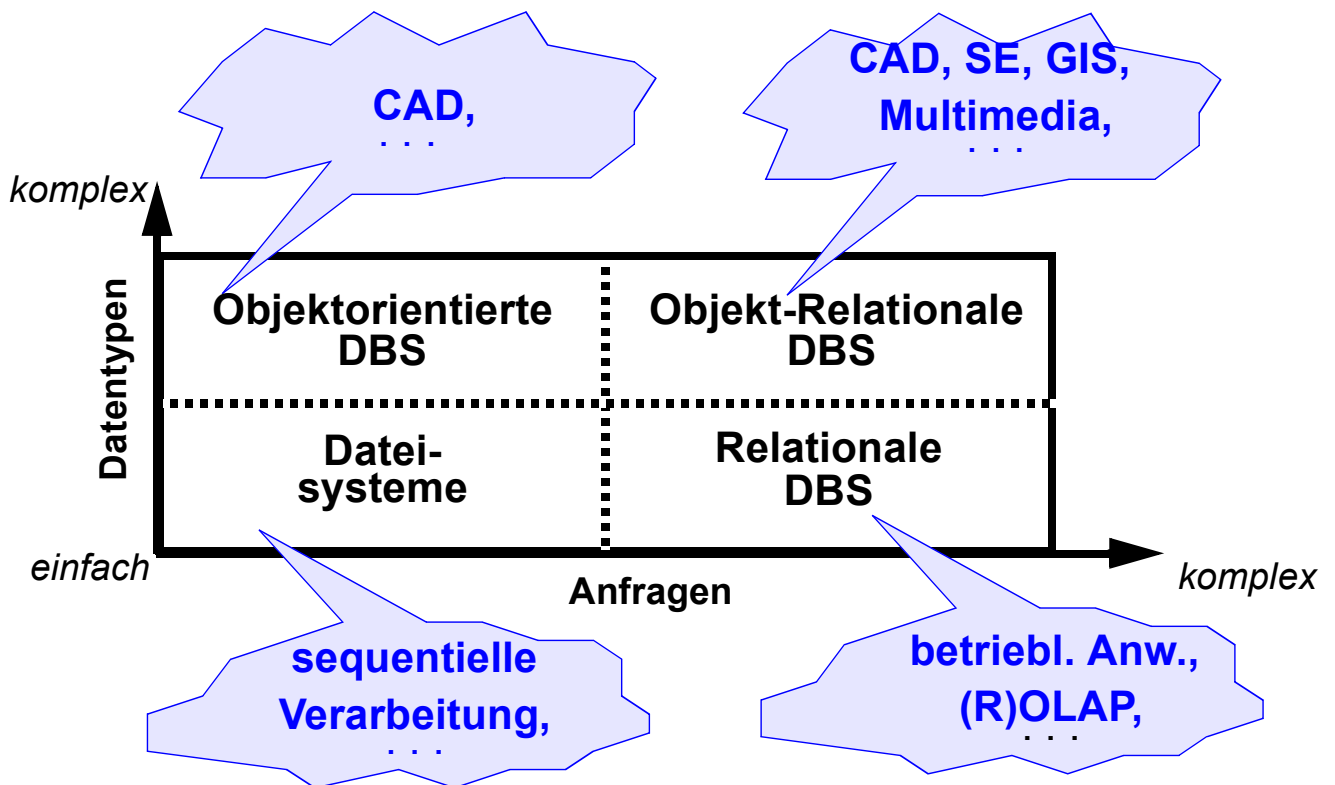 CAD,
. . .
CAD, SE, GIS,
Multimedia,
. . .
komplex
Datentypen
Objektorientierte
DBS
Objekt-Relationale
DBS
Datei-
systeme
Relationale
DBS
einfach
Anfragen
komplex
sequentielle
Verarbeitung,
. . .
betriebl. Anw.,
(R)OLAP,
. . .